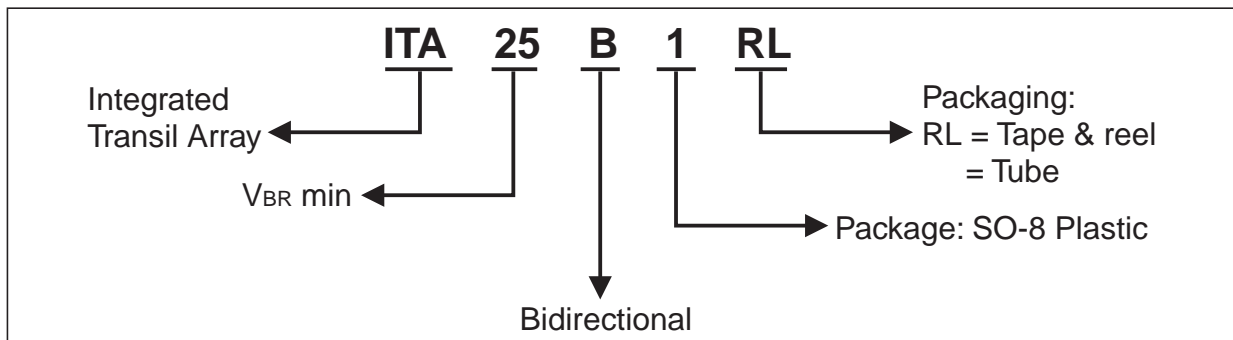 ITA 25 B 1 RL
Integrated
Transil Array
Packaging:
RL = Tape & reel
= Tube
VBR min
Package: SO-8 Plastic
Bidirectional